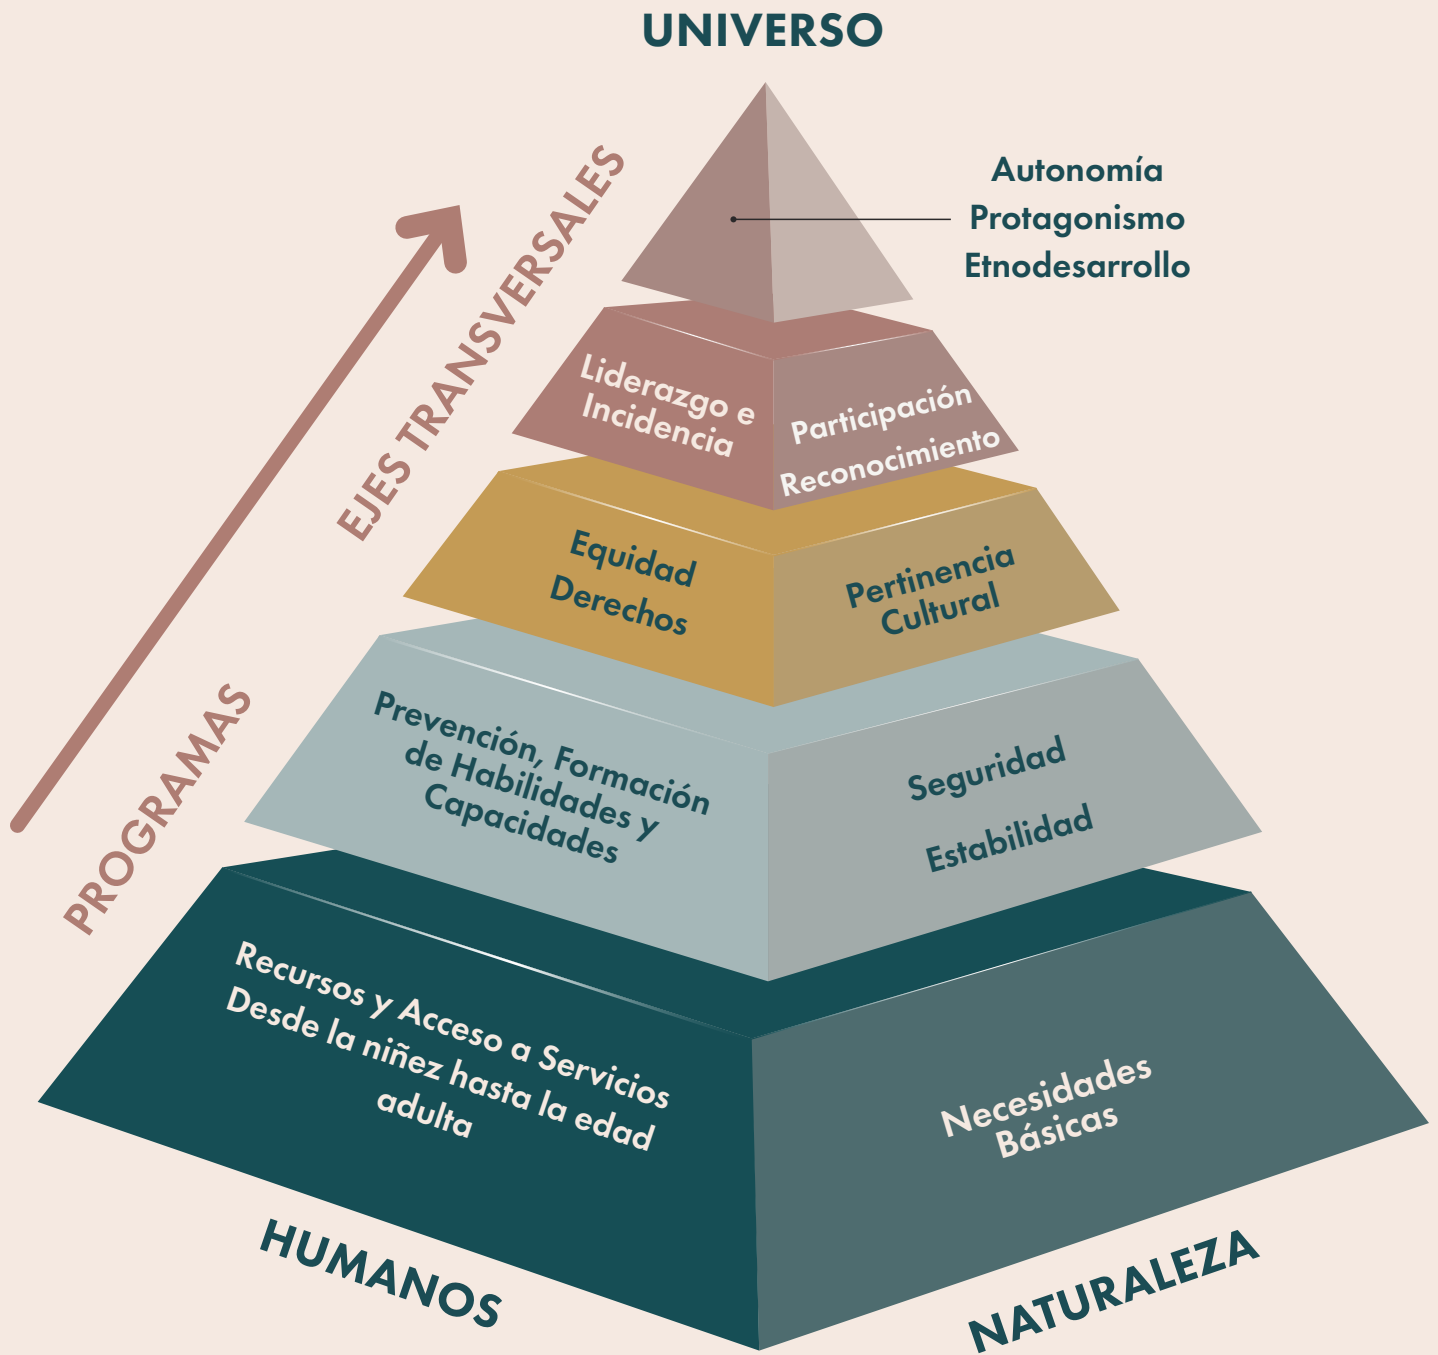 UNIVERSO
Autonomía
Protagonismo
Etnodesarrollo
EJES TRANSVERSALES
PROGRAMAS
Liderazgo e
Incidencia
Participación
Reconocimiento
Equidad
Derechos
Pertinencia
Cultural
Prevención, Formación
de Habilidades y
Capacidades
Seguridad
Estabilidad
Recursos y Acceso a Servicios
Desde la niñez hasta la edad
adulta
Necesidades
Básicas
HUMANOS
NATURALEZA